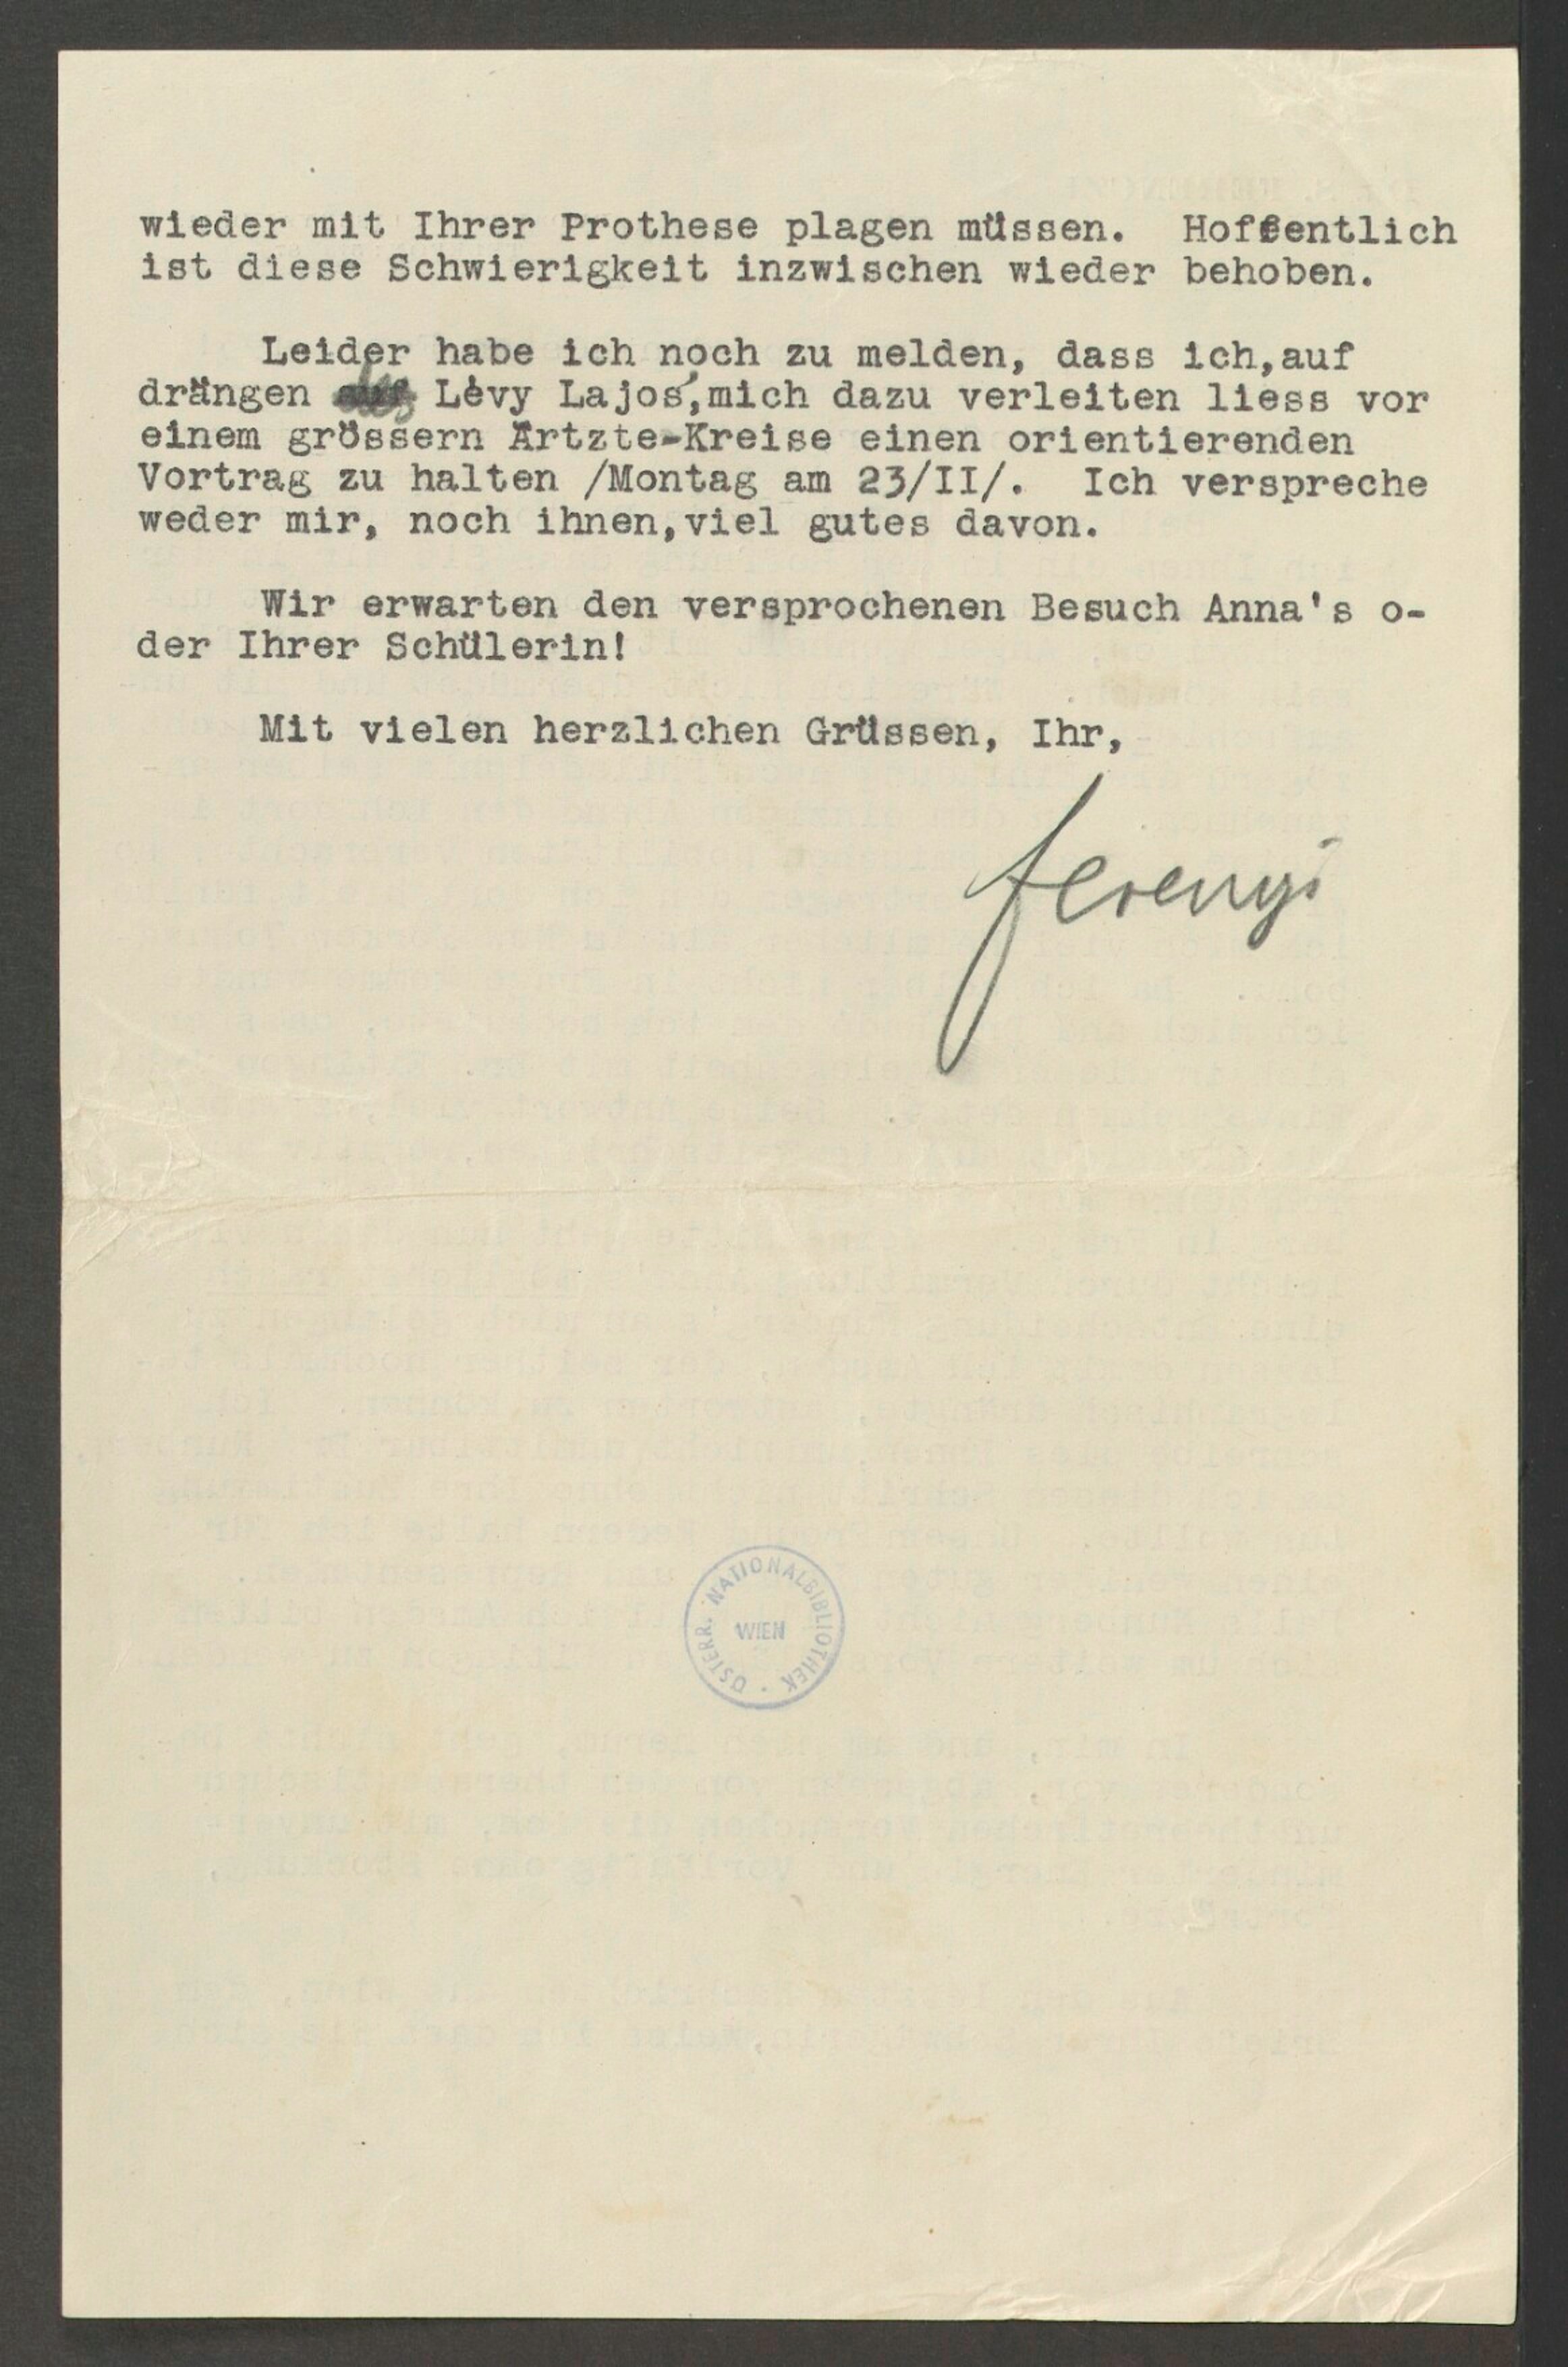 wieder mit Ihrer Prothese plagen müssen. Hoffentlich
ist diese Schwierigkeit inzwischen wieder behoben.
Leider habe ich noch zu melden, dass ich,auf
drängen des Lévy Lajos',mich dazu verleiten liess vor
einem grössern Ärtzte-Kreise einen orientierenden
Vortrag zu halten /Montag am 23/II/. Ich verspreche
weder mir, noch ihnen,viel gutes davon.
Wir erwarten den versprochenen Besuch Anna's o-
der Ihrer Schülerin!
Mit vielen herzlichen Grüssen, Ihr,
Ferenczi
ÖSTERR. NATIONALBIBLIOTHEK ·
WIEN